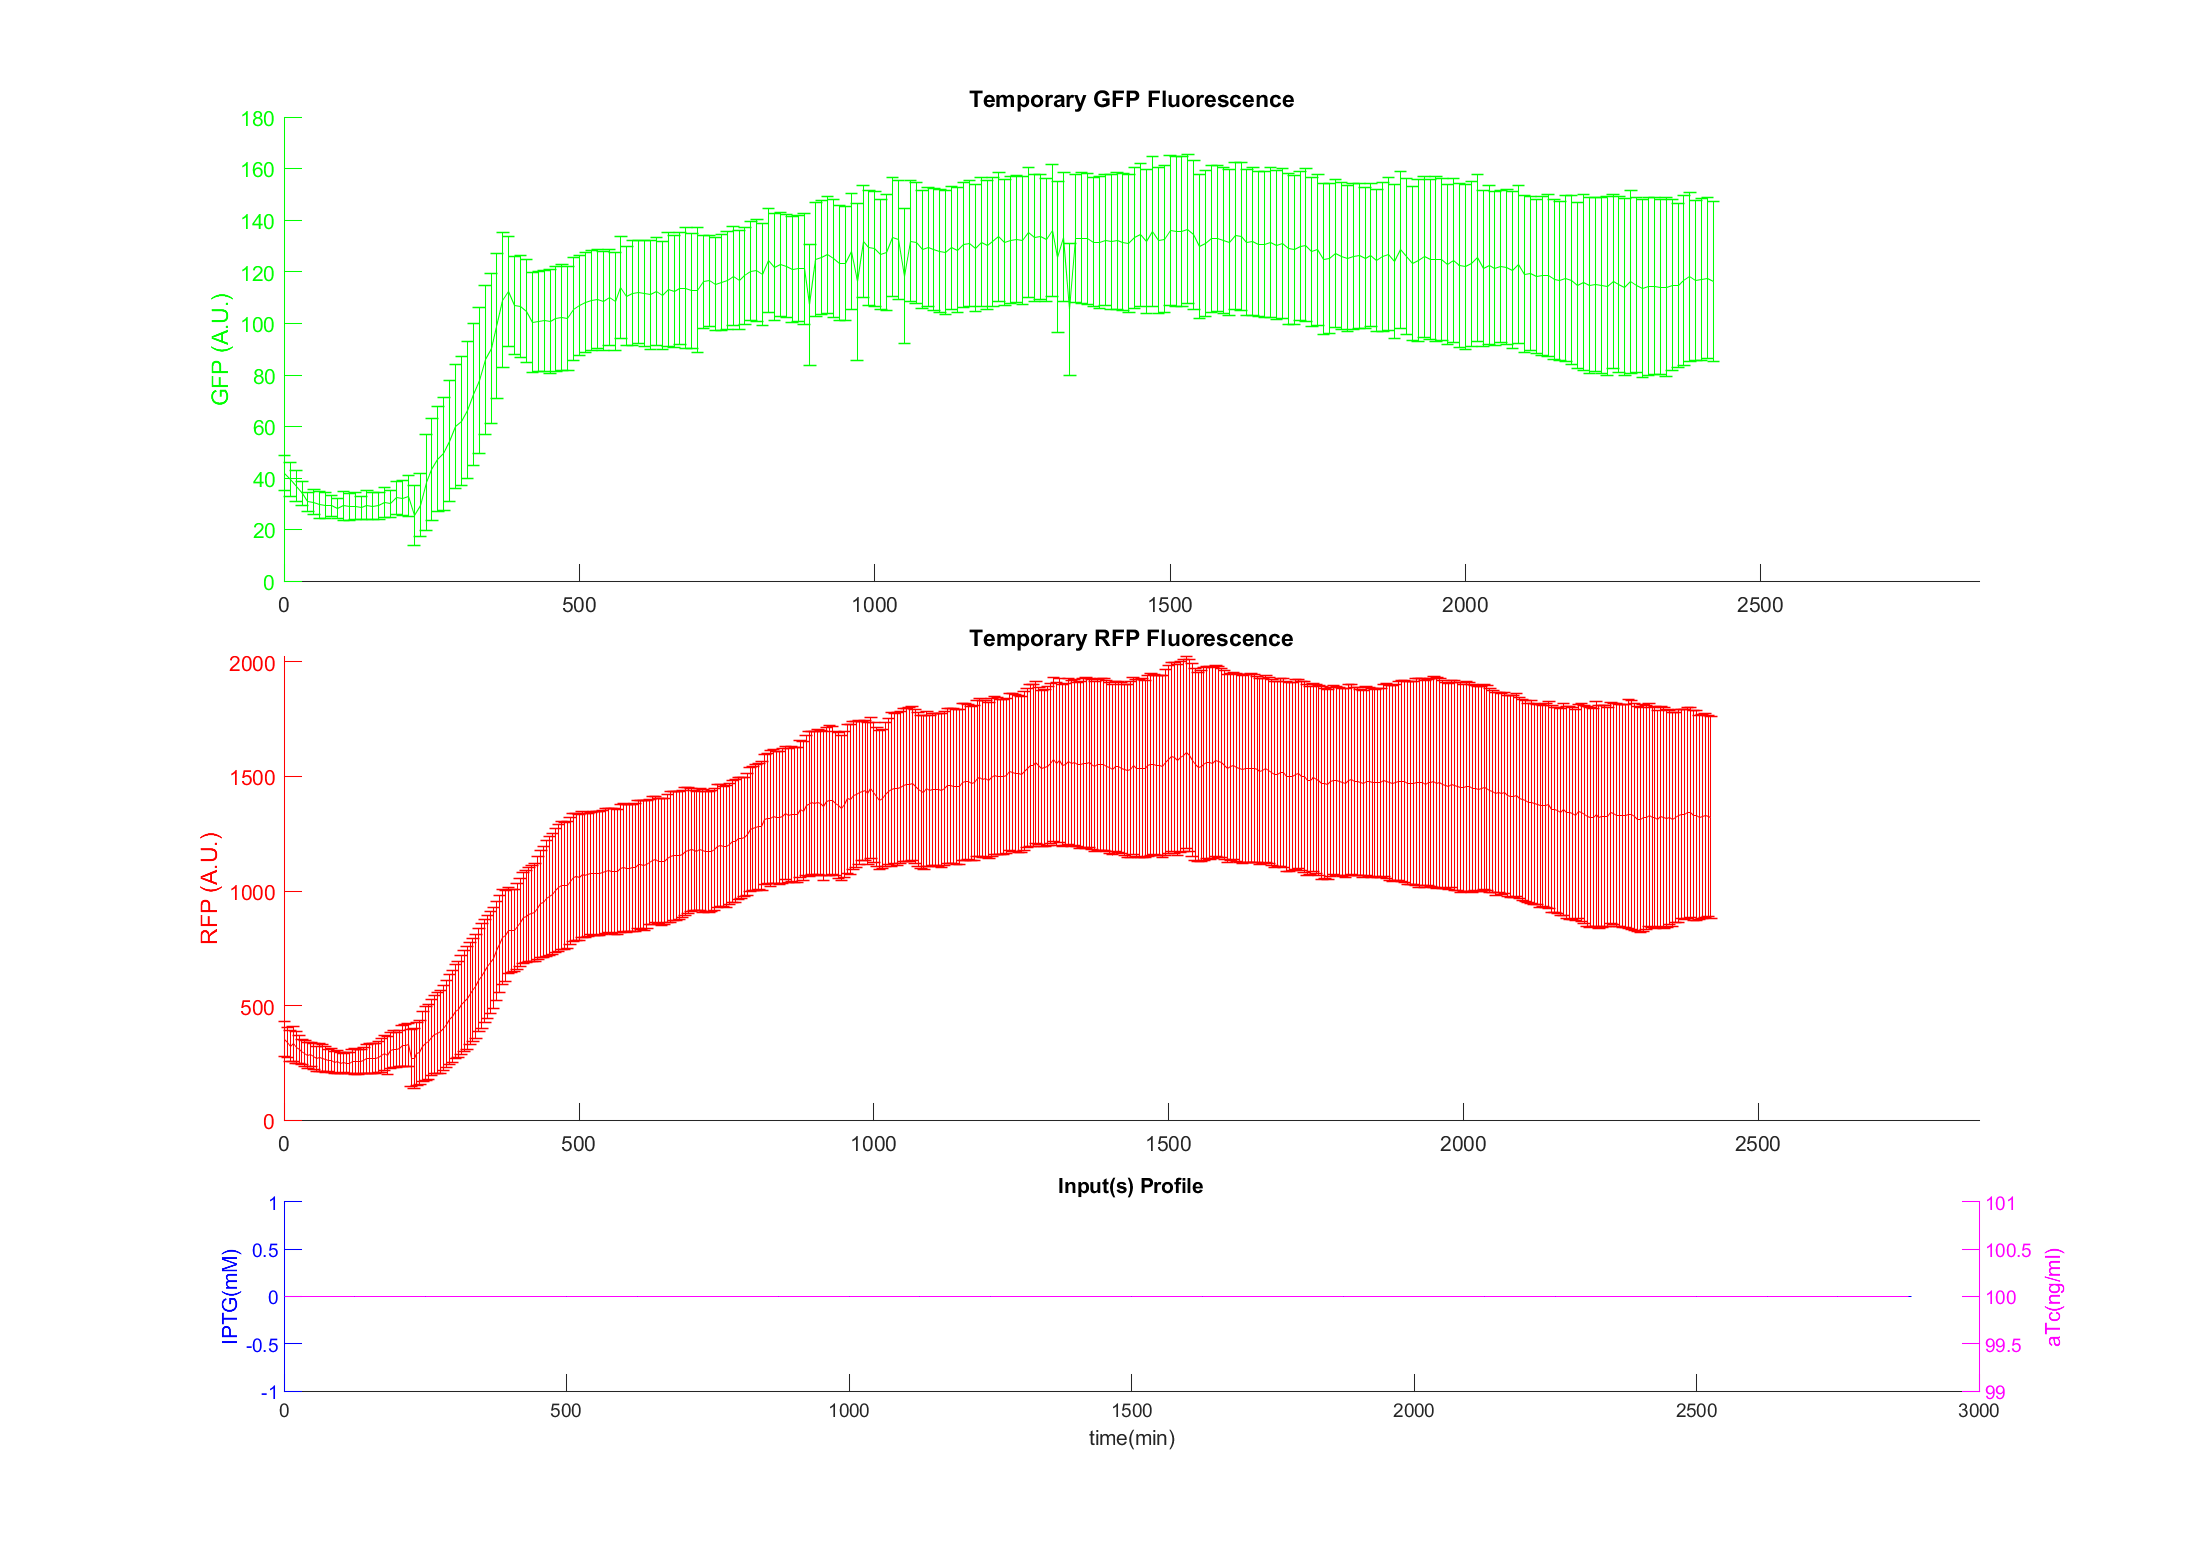 Temporary GFP Fluorescence
180
160
140
120
100
80
60
40
20
0
GFP (A.U.)
0 500 1000 1500 2000 2500
Temporary RFP Fluorescence
2000
1500
1000
500
0
RFP (A.U.)
0 500 1000 1500 2000 2500
Input(s) Profile
1 101
0.5 100.5
0 100
-0.5 99.5
-1 99
IPTG(mM)
aTc(ng/ml)
0 500 1000 1500 2000 2500 3000
time(min)